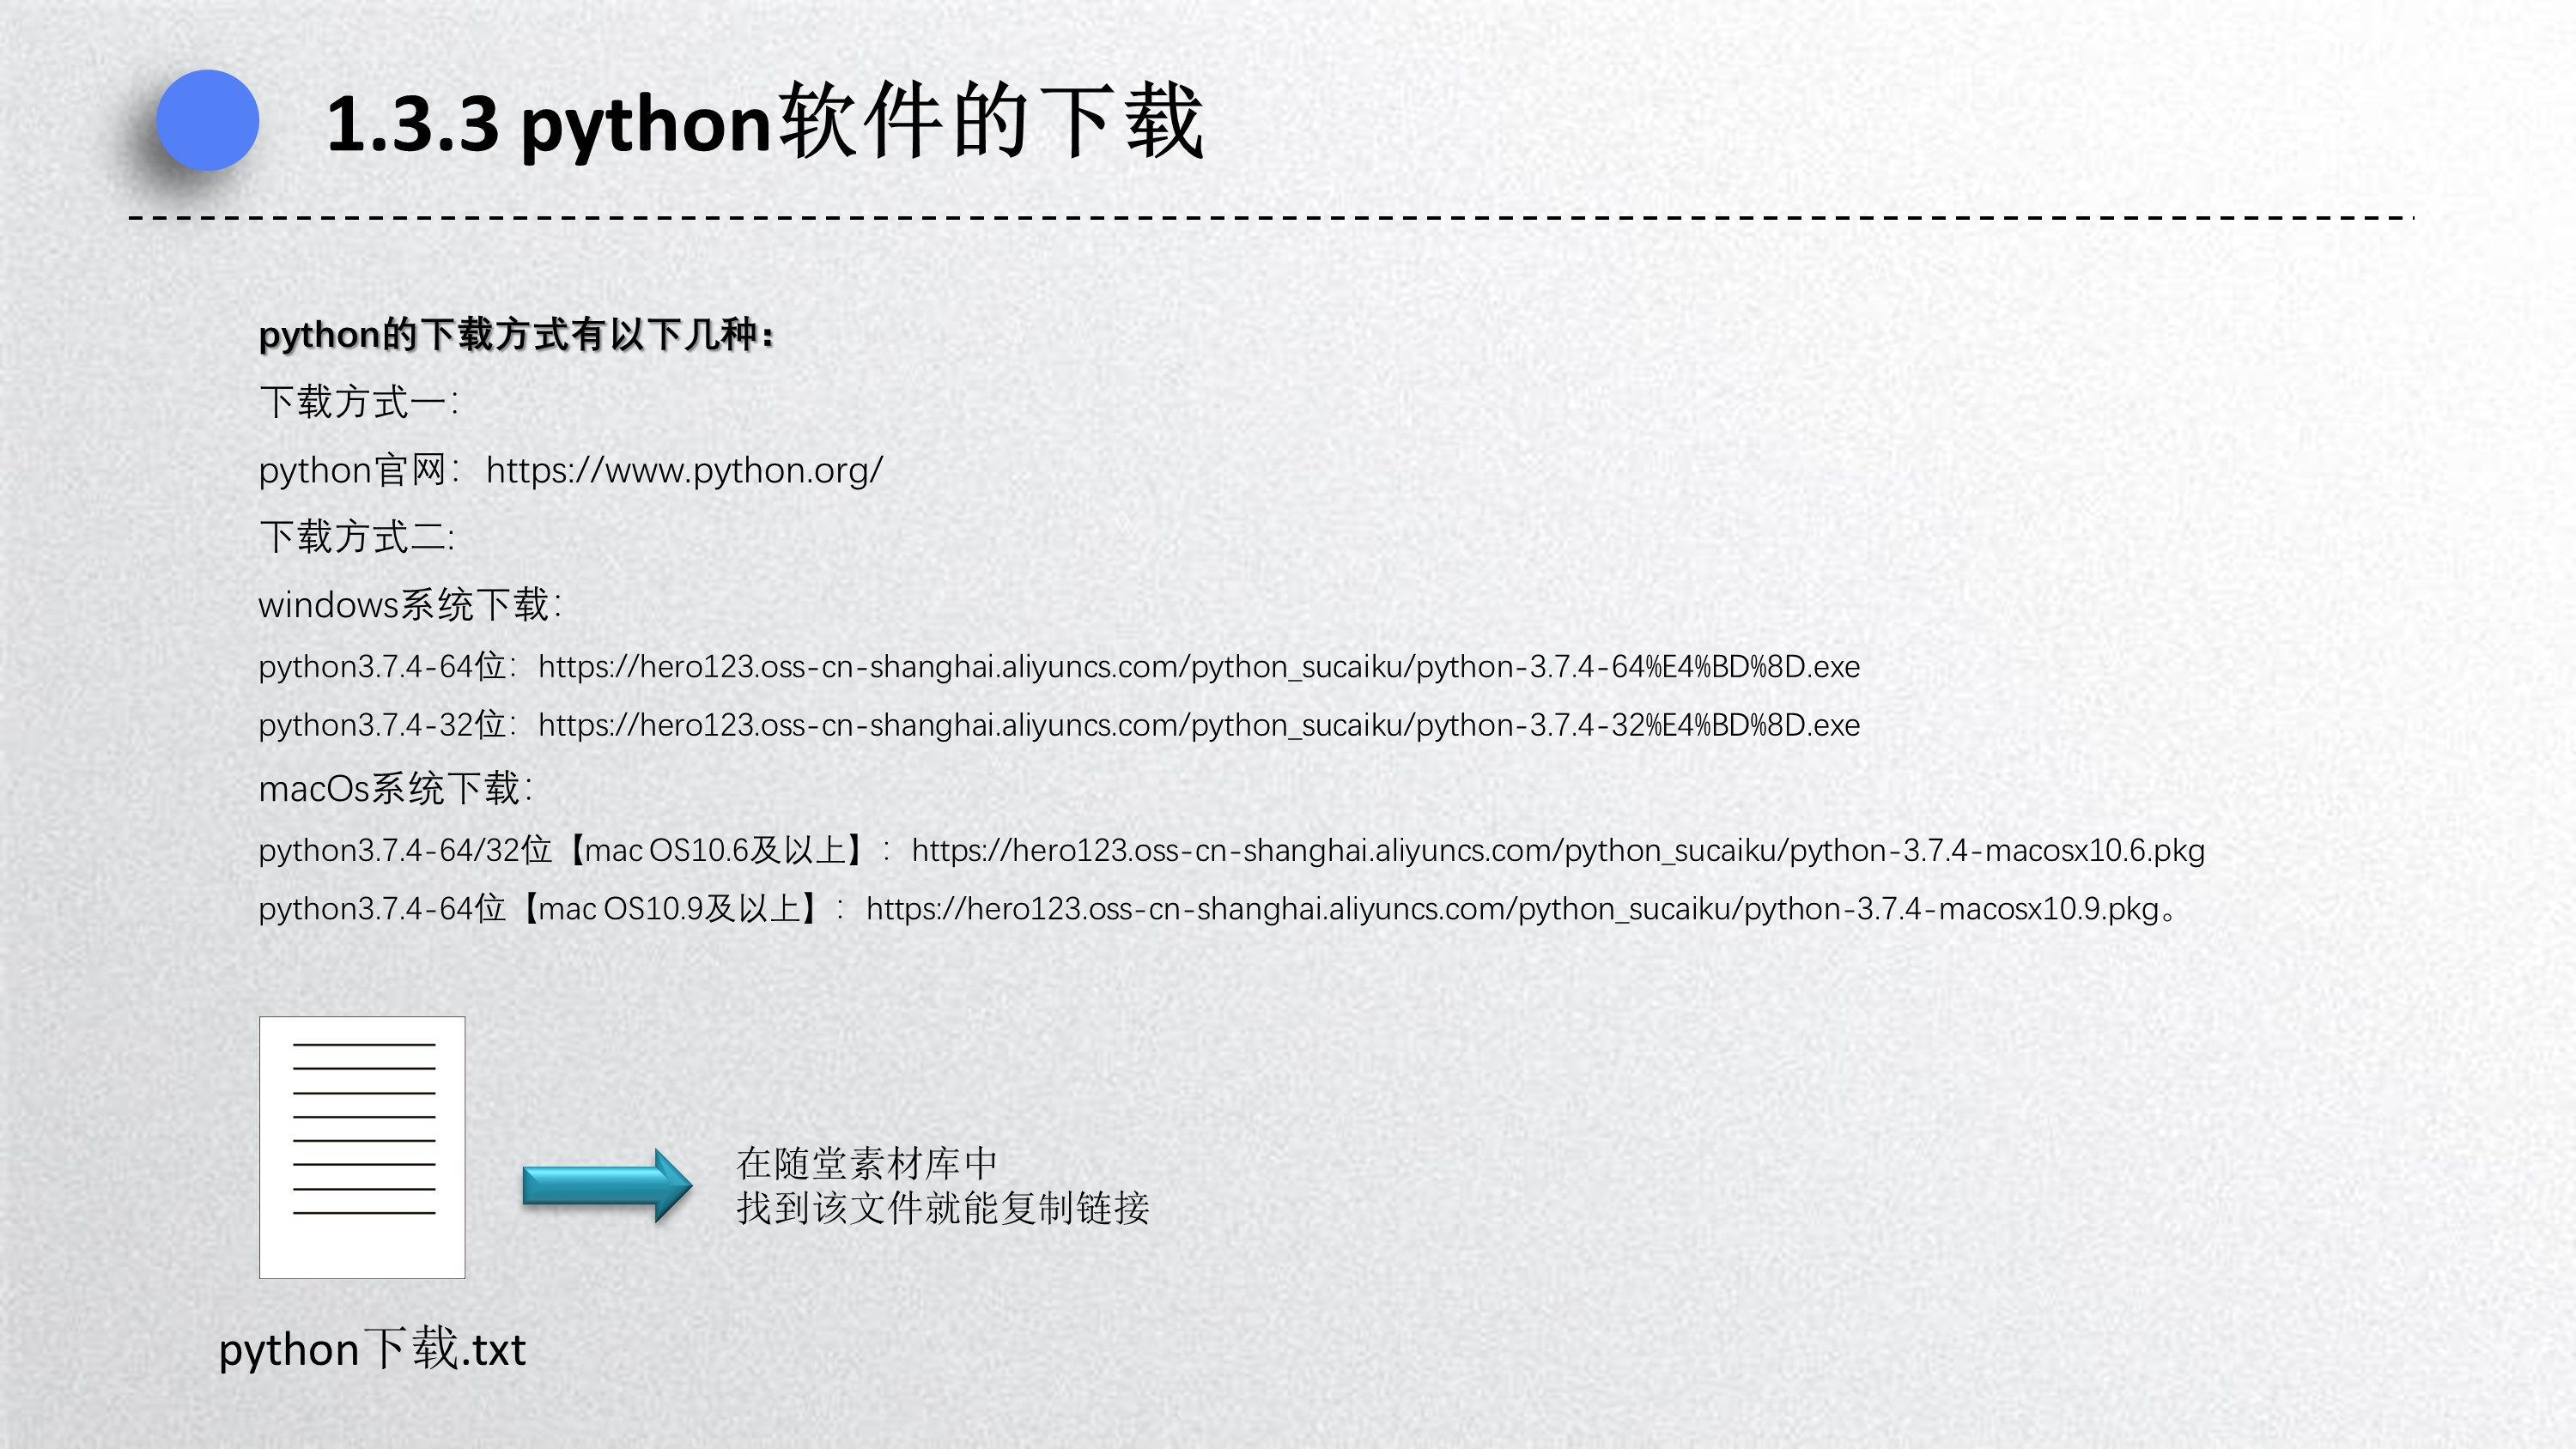 1.3.3 python软件的下载
python的下载方式有以下几种：
下载方式一：
python官网：https://www.python.org/
下载方式二:
windows系统下载：
python3.7.4-64位：https://hero123.oss-cn-shanghai.aliyuncs.com/python_sucaiku/python-3.7.4-64%E4%BD%8D.exe
python3.7.4-32位：https://hero123.oss-cn-shanghai.aliyuncs.com/python_sucaiku/python-3.7.4-32%E4%BD%8D.exe
macOs系统下载：
python3.7.4-64/32位【mac OS10.6及以上】：https://hero123.oss-cn-shanghai.aliyuncs.com/python_sucaiku/python-3.7.4-macosx10.6.pkg
python3.7.4-64位【mac OS10.9及以上】：https://hero123.oss-cn-shanghai.aliyuncs.com/python_sucaiku/python-3.7.4-macosx10.9.pkg。
在随堂素材库中
找到该文件就能复制链接
python下载.txt